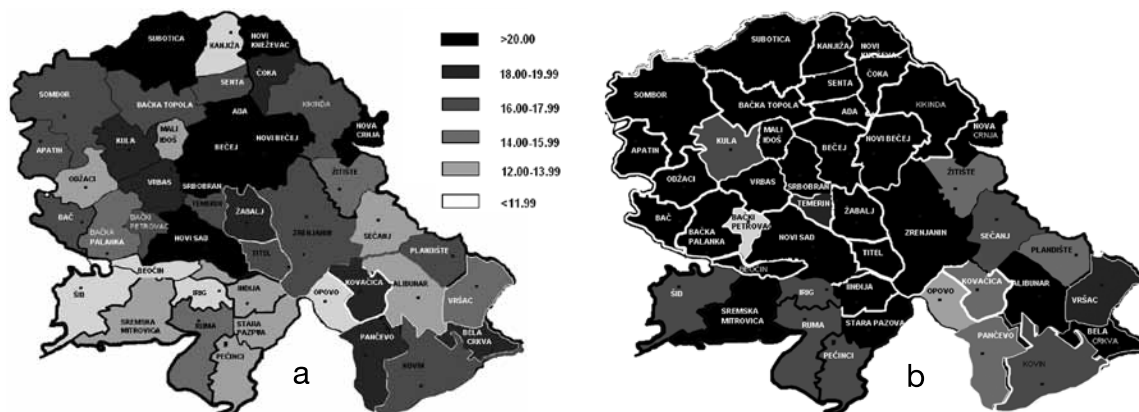 SUBOTICA
KANJIŽA
NOVI
KNEŽEVAC
SENTA
ČOKA
SOMBOR
BAČKA TOPOLA
ADA
KIKINDA
MALI
IDOŠ
KULA
NOVI BEČEJ
BEČEJ
NOVA
CRNJA
APATIN
ODŽACI
VRBAS
SRBOBRAN
ŽITIŠTE
TEMERIN
ŽABALJ
BAČ
BAČKI
PETROVAC
BAČKA
PALANKA
NOVI SAD
ZRENJANIN
SEČANJ
TITEL
PLANDIŠTE
BEOČIN
ŠID
IRIG
INĐIJA
OPOVO
KOVAČICA
ALIBUNAR
VRŠAC
SREMSKA
MITROVICA
RUMA
STARA
PAZOVA
PANČEVO
BELA
CRKVA
PEĆINCI
KOVIN
a
>20.00
18.00-19.99
16.00-17.99
14.00-15.99
12.00-13.99
<11.99
SUBOTICA
KANJIŽA
NOVI
KNEŽEVAC
SENTA
ČOKA
SOMBOR
BAČKA TOPOLA
ADA
KIKINDA
KULA
MALI
IDOŠ
BEČEJ
NOVI BEČEJ
NOVA
CRNJA
APATIN
ODŽACI
VRBAS
SRBOBRAN
ŽITIŠTE
TEMERIN
ŽABALJ
BAČ
BAČKI
PETROVAC
BAČKA
PALANKA
NOVI SAD
ZRENJANIN
SEČANJ
TITEL
PLANDIŠTE
BEOČIN
ŠID
IRIG
INĐIJA
OPOVO
KOVAČICA
ALIBUNAR
VRŠAC
SREMSKA
MITROVICA
RUMA
STARA PAZOVA
PANČEVO
BELA
CRKVA
PEĆINCI
KOVIN
b